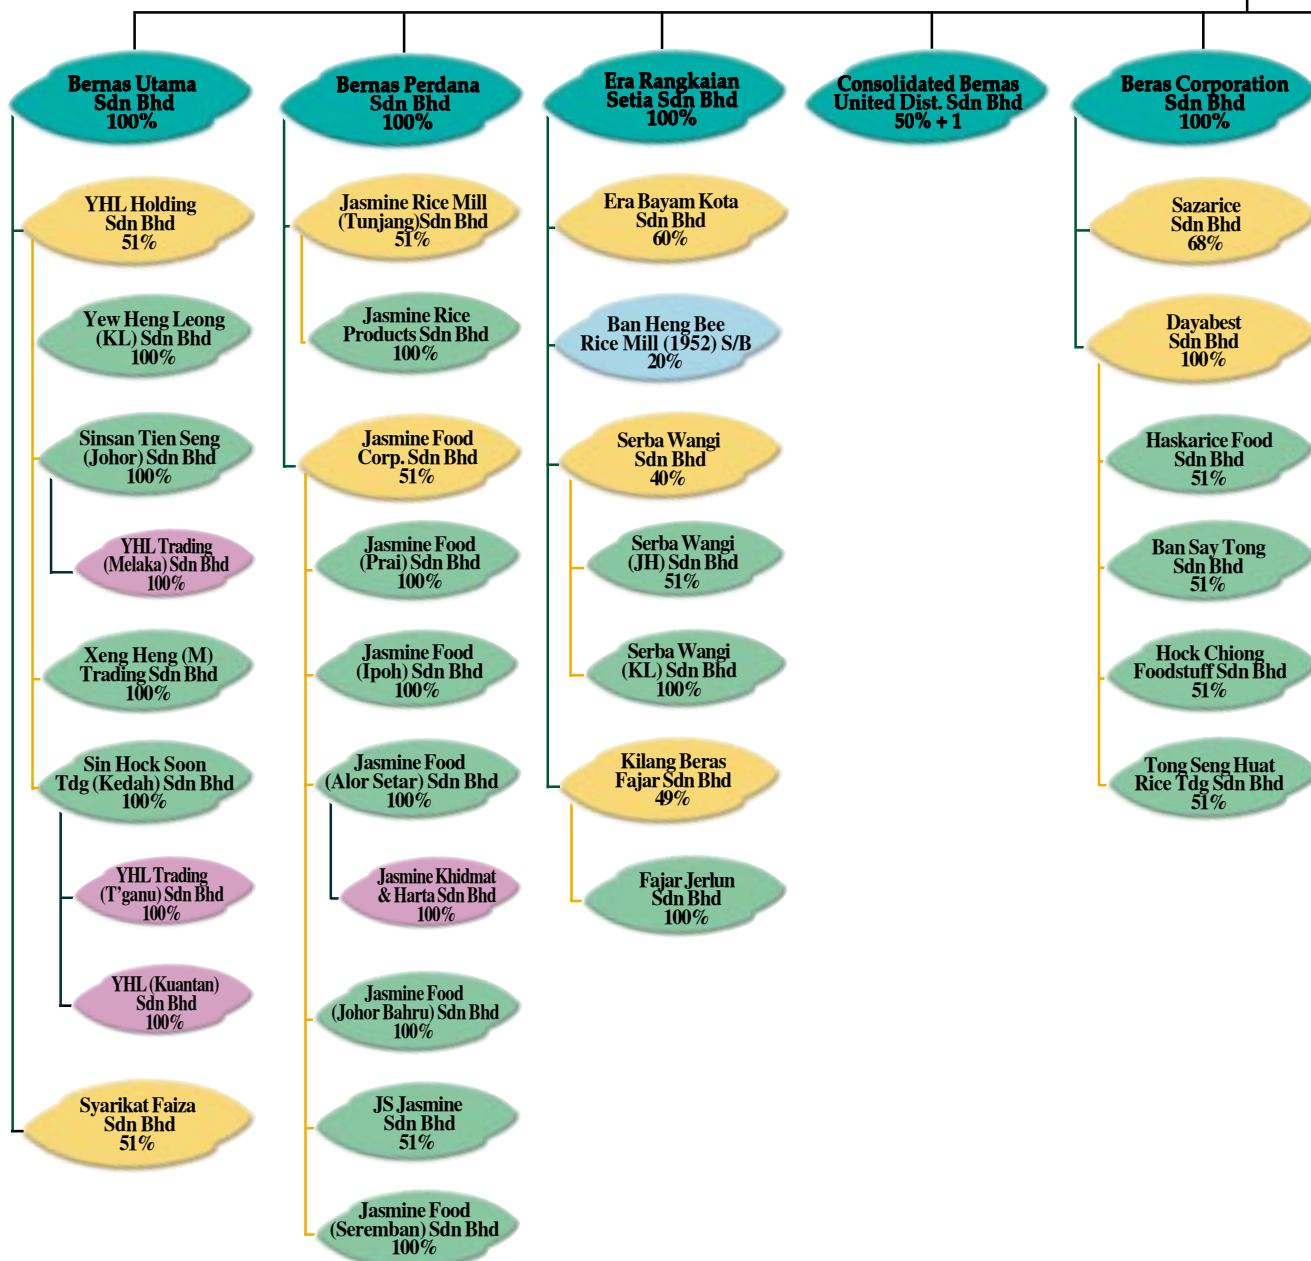 Bernas Utama
Sdn Bhd
100%
YHL Holding
Sdn Bhd
51%
Yew Heng Leong
(KL) Sdn Bhd
100%
Sinsan Tien Seng
(Johor) Sdn Bhd
100%
YHL Trading
(Melaka) Sdn Bhd
100%
Xeng Heng (M)
Trading Sdn Bhd
100%
Sin Hock Soon
Tdg (Kedah) Sdn Bhd
100%
YHL Trading
(T'ganu) Sdn Bhd
100%
YHL (Kuantan)
Sdn Bhd
100%
Syarikat Faiza
Sdn Bhd
51%
Bernas Perdana
Sdn Bhd
100%
Jasmine Rice Mill
(Tunjang)Sdn Bhd
51%
Jasmine Rice
Products Sdn Bhd
100%
Jasmine Food
Corp. Sdn Bhd
51%
Jasmine Food
(Prai) Sdn Bhd
100%
Jasmine Food
(Ipoh) Sdn Bhd
100%
Jasmine Food
(Alor Setar) Sdn Bhd
100%
Jasmine Khidmat
& Harta Sdn Bhd
100%
Jasmine Food
(Johor Bahru) Sdn Bhd
100%
JS Jasmine
Sdn Bhd
51%
Jasmine Food
(Seremban) Sdn Bhd
100%
Era Rangkaian
Setia Sdn Bhd
100%
Era Bayam Kota
Sdn Bhd
60%
Ban Heng Bee
Rice Mill (1952) S/B
20%
Serba Wangi
Sdn Bhd
40%
Serba Wangi
(JH) Sdn Bhd
51%
Serba Wangi
(KL) Sdn Bhd
100%
Kilang Beras
Fajar Sdn Bhd
49%
Fajar Jerlun
Sdn Bhd
100%
Consolidated Bernas
United Dist. Sdn Bhd
50% + 1
Beras Corporation
Sdn Bhd
100%
Sazarice
Sdn Bhd
68%
Dayabest
Sdn Bhd
100%
Haskarice Food
Sdn Bhd
51%
Ban Say Tong
Sdn Bhd
51%
Hock Chiong
Foodstuff Sdn Bhd
51%
Tong Seng Huat
Rice Tdg Sdn Bhd
51%